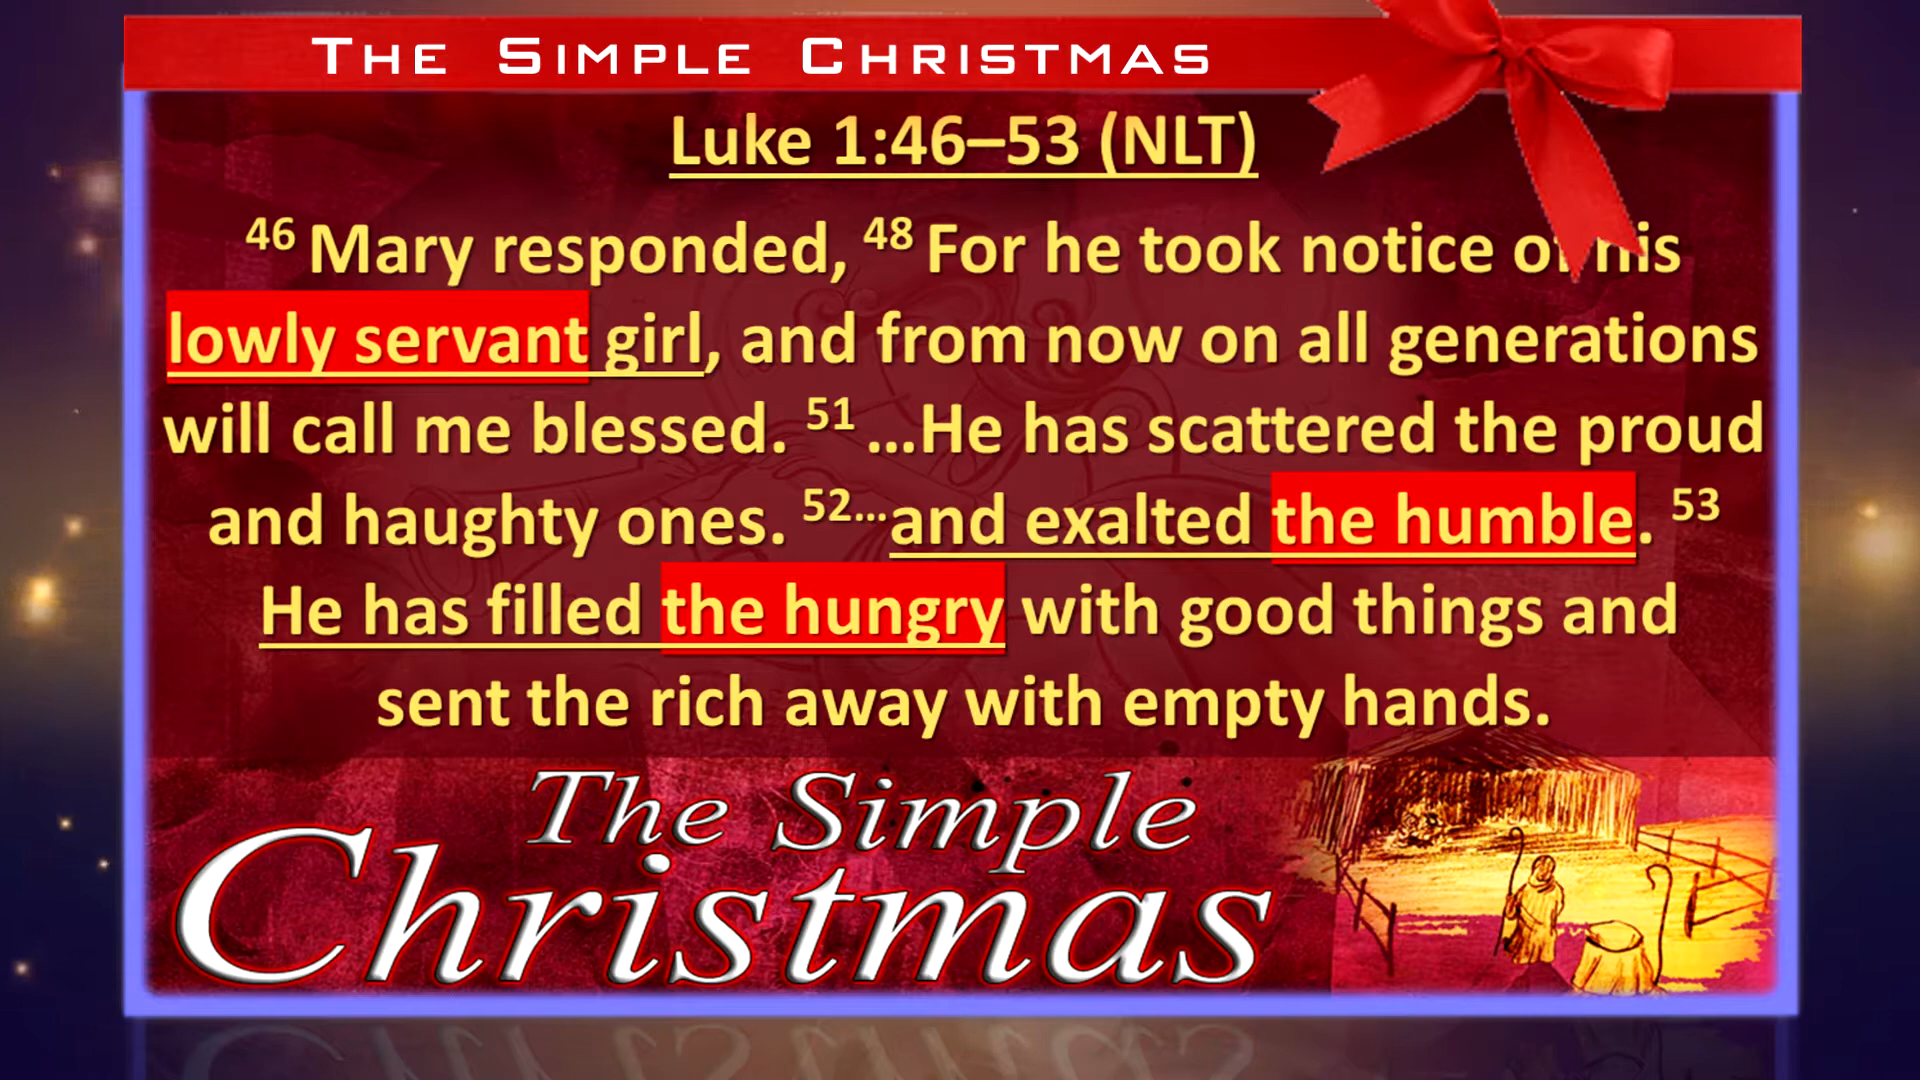 THE SIMPLE CHRISTMAS
Luke 1:46–53 (NLT)
46 Mary responded, 48 For he took notice of his
lowly servant girl, and from now on all generations
will call me blessed. 51 …He has scattered the proud
and haughty ones. 52…and exalted the humble. 53
He has filled the hungry with good things and
sent the rich away with empty hands.
The Simple
Christmas